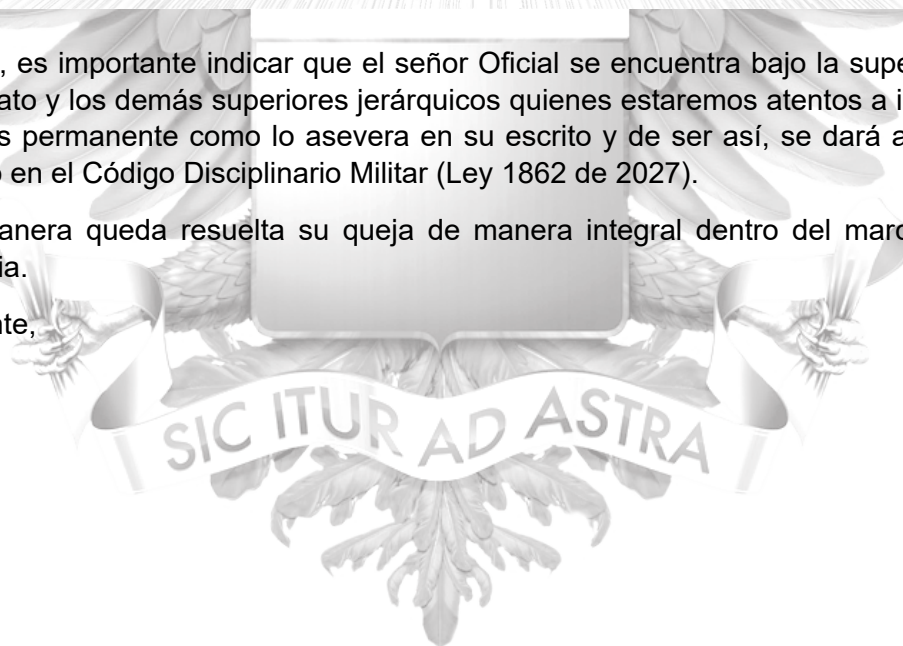 , es importante indicar que el señor Oficial se encuentra bajo la supe
ato y los demás superiores jerárquicos quienes estaremos atentos a i
s permanente como lo asevera en su escrito y de ser así, se dará a
o en el Código Disciplinario Militar (Ley 1862 de 2027).
anera queda resuelta su queja de manera integral dentro del marc
ia.
nte,
SIC ITUR AD ASTRA